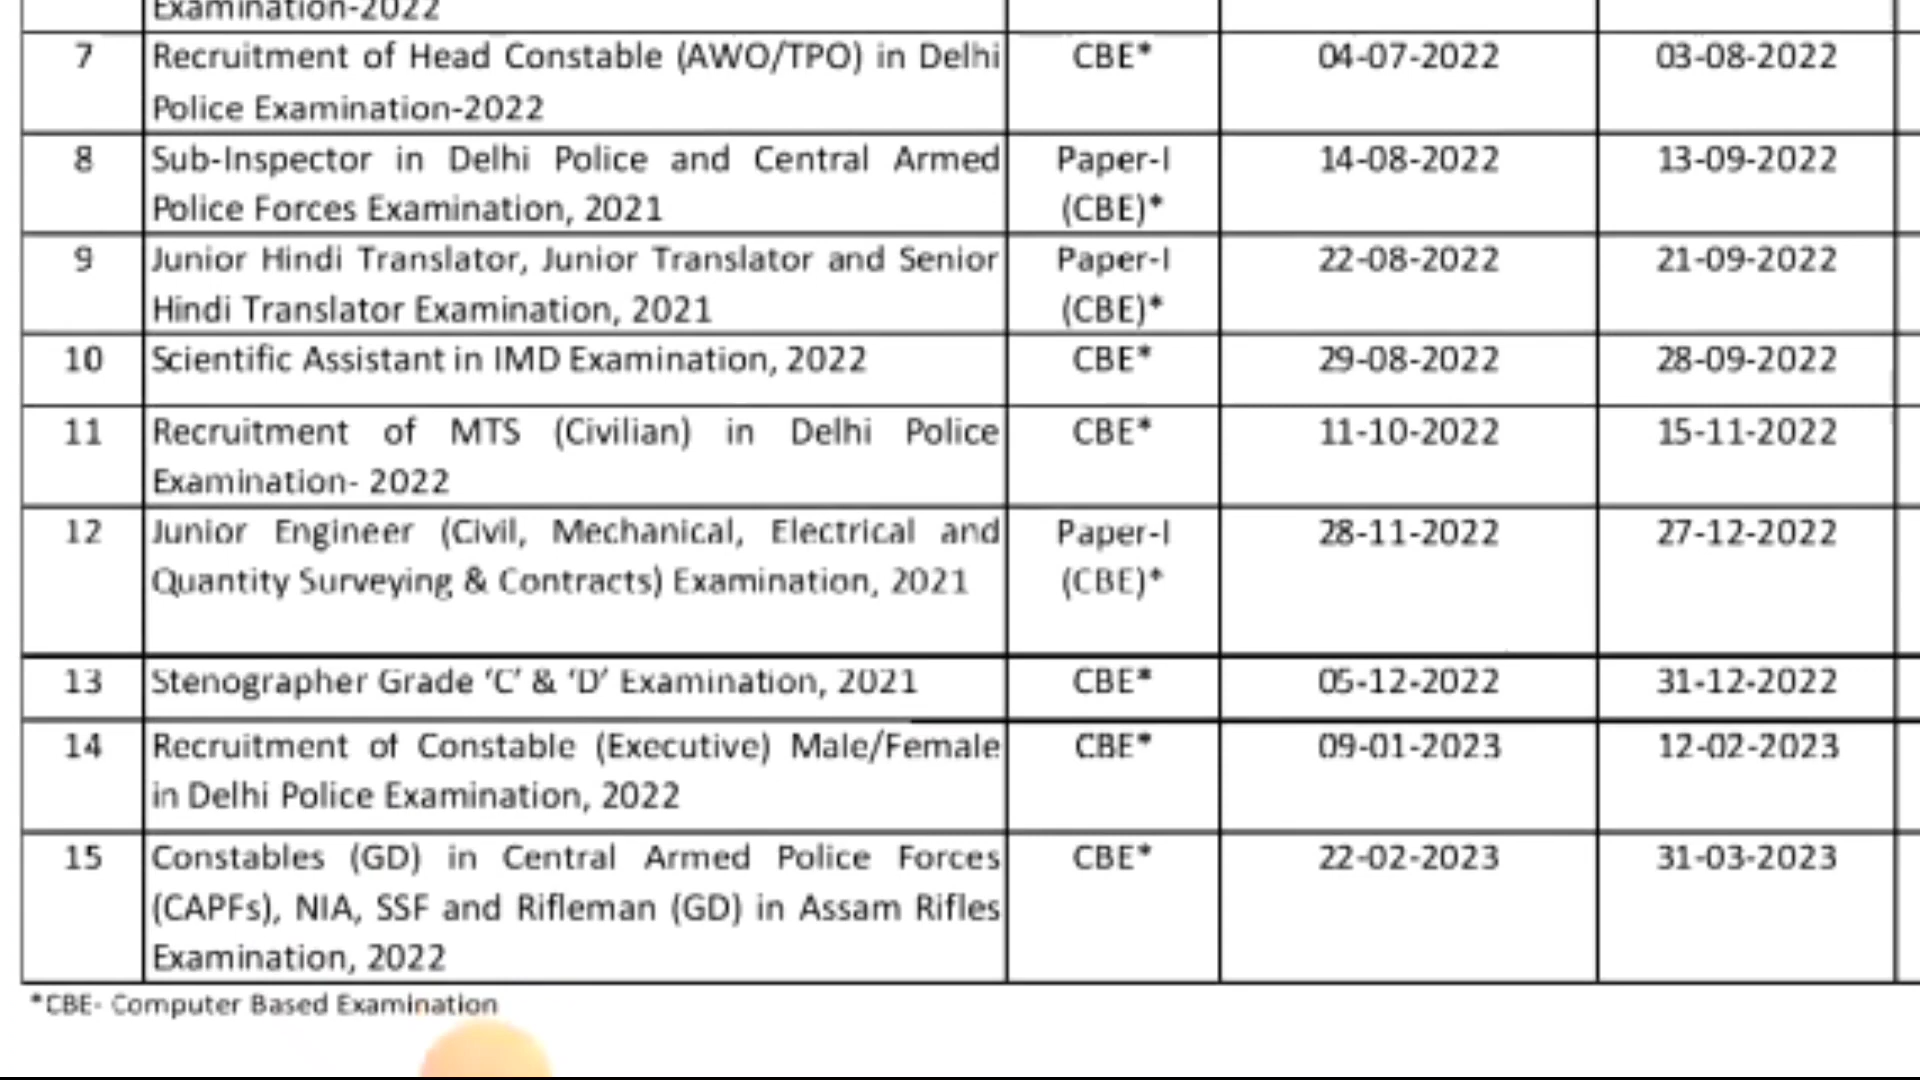 Examination-2022
7 Recruitment of Head Constable (AWO/TPO) in Delhi CBE* 04-07-2022 03-08-2022
Police Examination-2022
8 Sub-Inspector in Delhi Police and Central Armed Paper-I 14-08-2022 13-09-2022
Police Forces Examination, 2021 (CBE)*
9 Junior Hindi Translator, Junior Translator and Senior Paper-I 22-08-2022 21-09-2022
Hindi Translator Examination, 2021 (CBE)*
10 Scientific Assistant in IMD Examination, 2022 CBE* 29-08-2022 28-09-2022
11 Recruitment of MTS (Civilian) in Delhi Police CBE* 11-10-2022 15-11-2022
Examination- 2022
12 Junior Engineer (Civil, Mechanical, Electrical and Paper-I 28-11-2022 27-12-2022
Quantity Surveying & Contracts) Examination, 2021 (CBE)*
13 Stenographer Grade ‘C’ & ‘D’ Examination, 2021 CBE* 05-12-2022 31-12-2022
14 Recruitment of Constable (Executive) Male/Female CBE* 09-01-2023 12-02-2023
in Delhi Police Examination, 2022
15 Constables (GD) in Central Armed Police Forces CBE* 22-02-2023 31-03-2023
(CAPFs), NIA, SSF and Rifleman (GD) in Assam Rifles
Examination, 2022
*CBE- Computer Based Examination